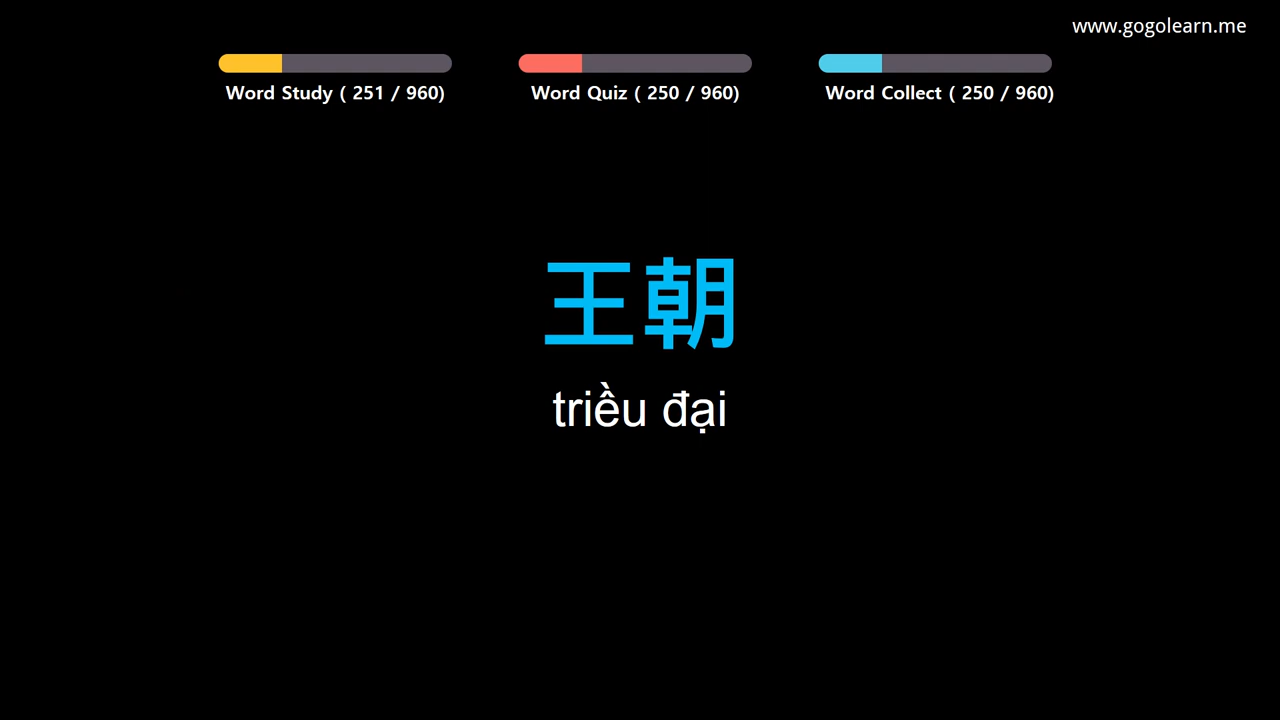 www.gogolearn.me
Word Study ( 251 / 960)
Word Quiz ( 250 / 960)
Word Collect ( 250 / 960)
王朝
triều đại